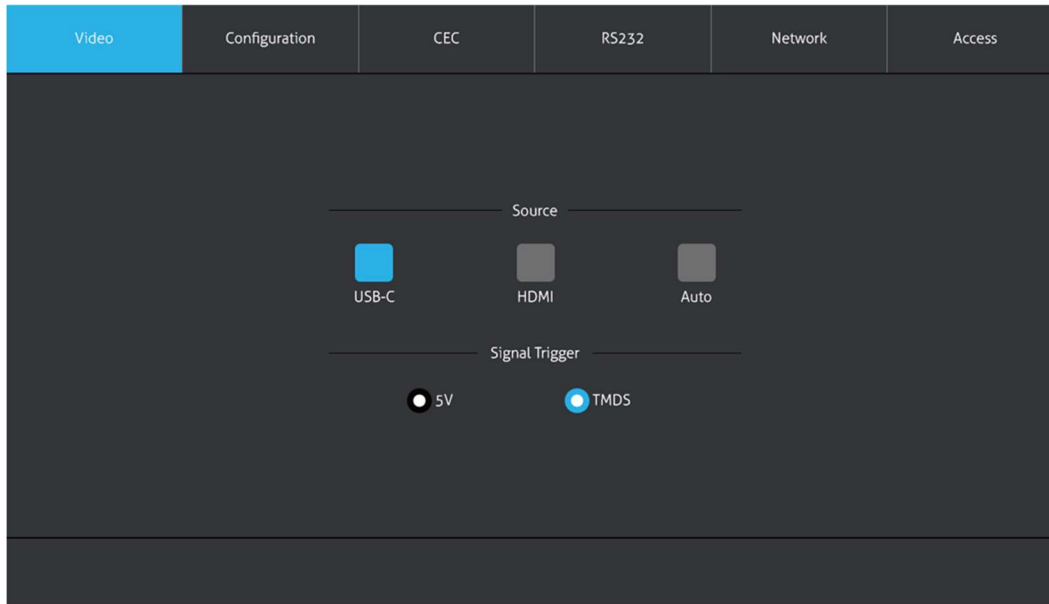 Video Configuration CEC RS232 Network Access
Source
USB-C HDMI Auto
Signal Trigger
5V TMDS